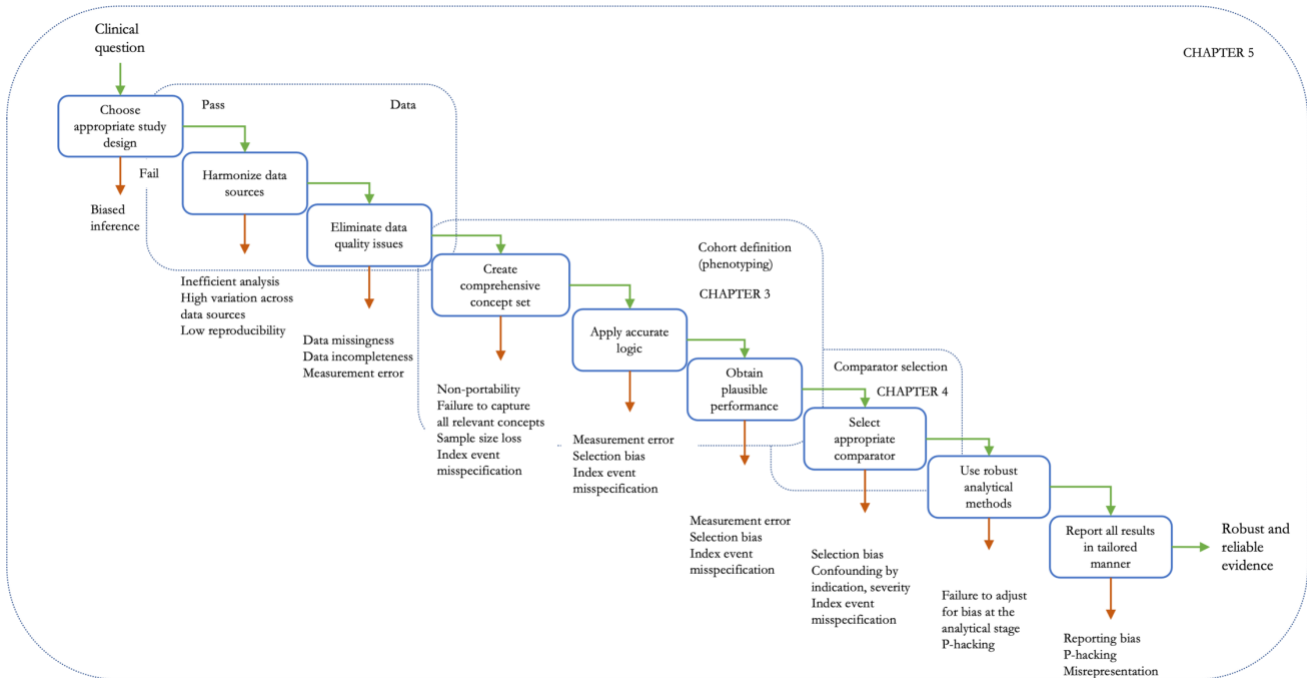 Clinical
question
CHAPTER 5
Choose
appropriate study
design
Pass
Data
Fail
Biased
inference
Harmonize data
sources
Inefficient analysis
High variation across
data sources
Low reproducibility
Eliminate data
quality issues
Data missingness
Data incompleteness
Measurement error
Cohort definition
(phenotyping)
CHAPTER 3
Create
comprehensive
concept set
Non-portability
Failure to capture
all relevant concepts
Sample size loss
Index event
misspecification
Apply accurate
logic
Measurement error
Selection bias
Index event
misspecification
Obtain
plausible
performance
Measurement error
Selection bias
Index event
misspecification
Comparator selection
CHAPTER 4
Select
appropriate
comparator
Selection bias
Confounding by
indication, severity
Index event
misspecification
Use robust
analytical
methods
Failure to adjust
for bias at the
analytical stage
P-hacking
Report all results
in tailored
manner
Reporting bias
P-hacking
Misrepresentation
Robust and
reliable
evidence